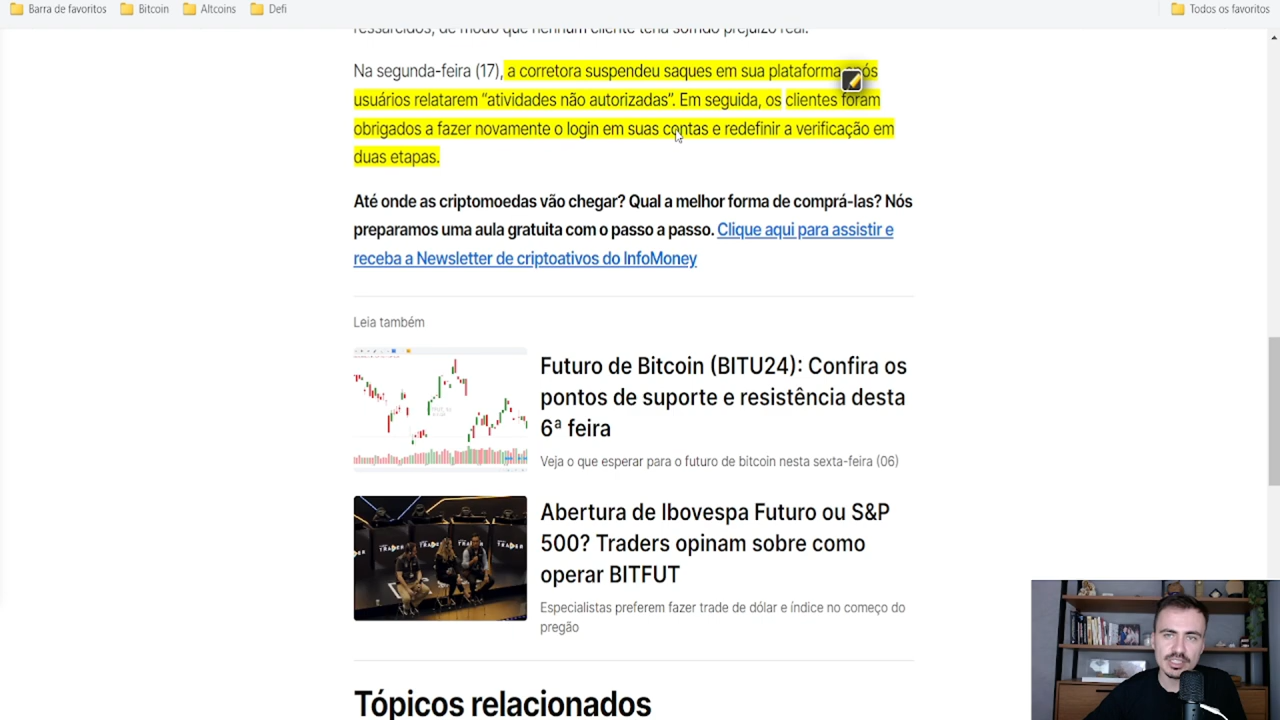 Barra de favoritos Bitcoin Altcoins Defi Todos os favoritos
ressarcidos, de modo que nenhum cliente tenha sofrido prejuízo real.
Na segunda-feira (17), a corretora suspendeu saques em sua plataforma após
usuários relatarem “atividades não autorizadas”. Em seguida, os clientes foram
obrigados a fazer novamente o login em suas contas e redefinir a verificação em
duas etapas.
Até onde as criptomoedas vão chegar? Qual a melhor forma de comprá-las? Nós
preparamos uma aula gratuita com o passo a passo. Clique aqui para assistir e
receba a Newsletter de criptoativos do InfoMoney
Leia também
Futuro de Bitcoin (BITU24): Confira os
pontos de suporte e resistência desta
6ª feira
Veja o que esperar para o futuro de bitcoin nesta sexta-feira (06)
Abertura de Ibovespa Futuro ou S&P
500? Traders opinam sobre como
operar BITFUT
Especialistas preferem fazer trade de dólar e índice no começo do
pregão
Tópicos relacionados